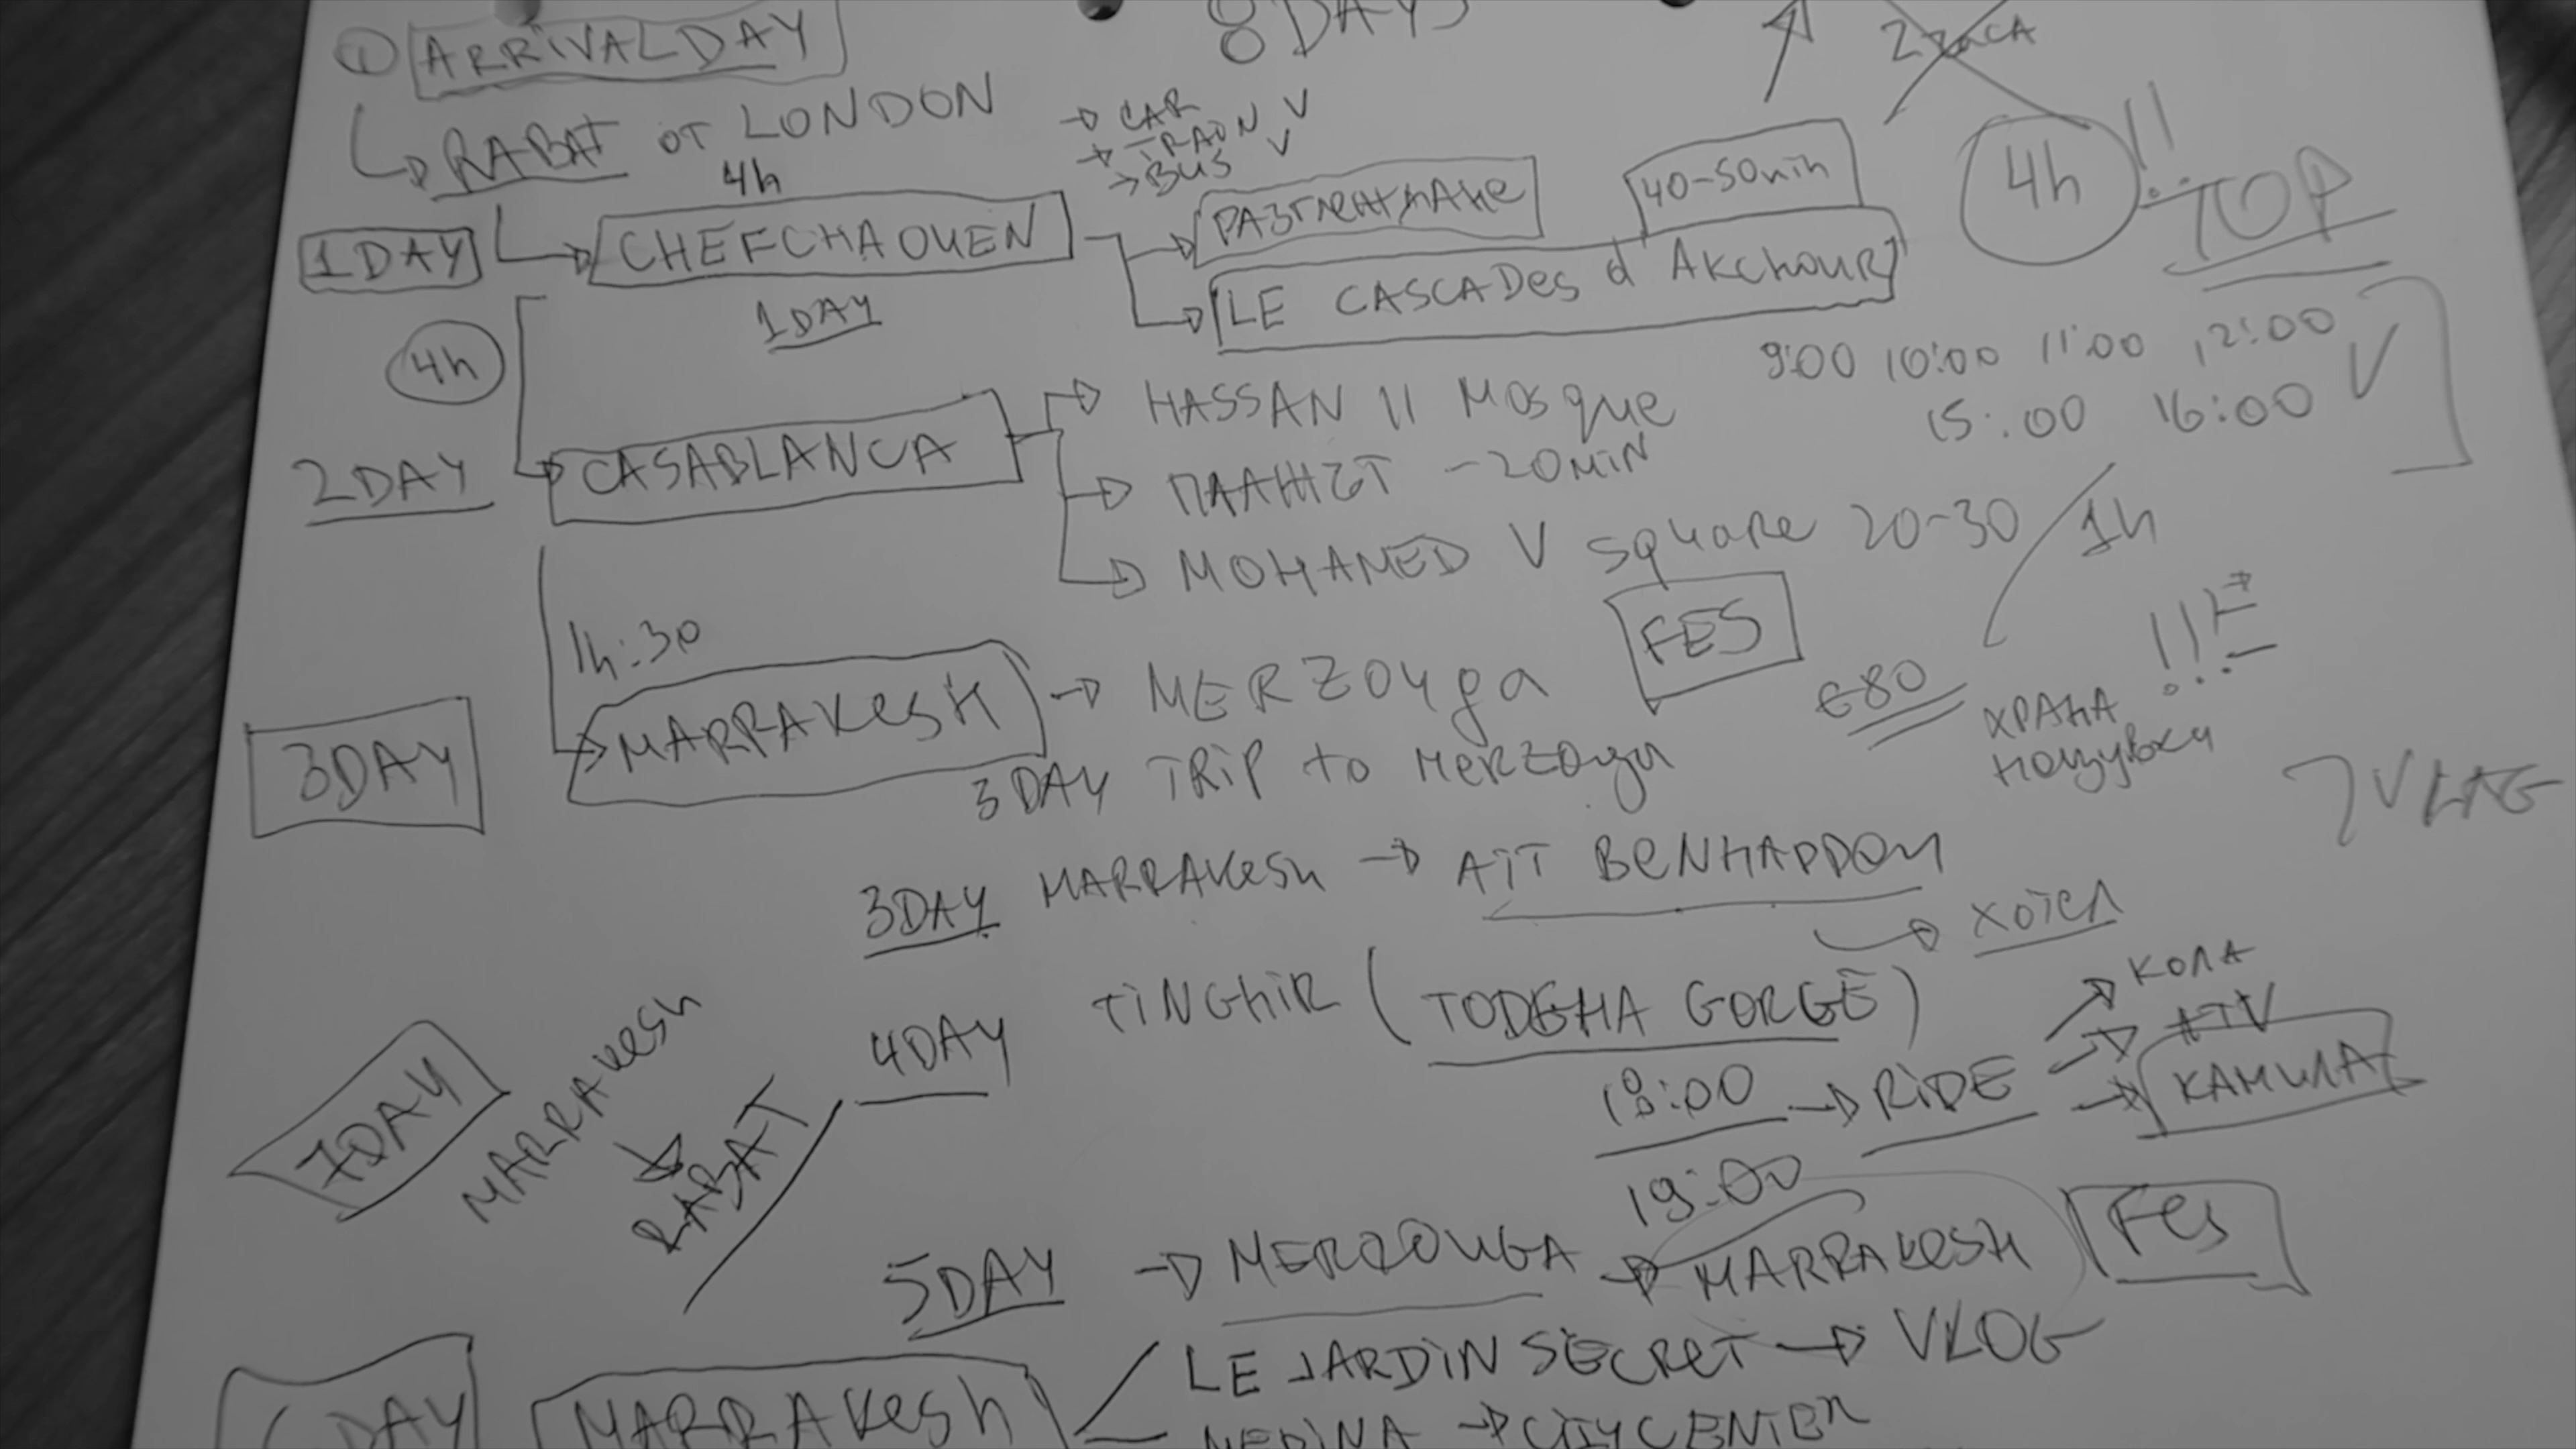 ① ARRIVAL DAY
8 DAYS
RABAT OT LONDON
→ CAR
→ TRAIN V
→ BUS V
4h
1 DAY → CHEFCHAOUEN
→ РАЗГЛЕЖДАНЕ
40-50min
→ LE CASCADES d'AKCHOUR
4h !! TOP
1 DAY
4h
2 DAY → CASABLANCA
→ HASSAN II MOSque
9:00 10:00 11:00 12:00
15:00 16:00 V
→ ПЛАЖЪТ - 20 MIN
→ MOHAMED V square 20-30 / 1h
1h:30
FES
3 DAY
→ MARRAKesH → MERZOUga
€80
!!
ХРАНА
нощувка
3 DAY TRIP to MERZOUga
VLOG
3 DAY MARRAKesh → AIT BENHADDOU
→ ХОТЕЛ
4 DAY TINGhIR (TODGHA GORGE)
18:00 → RIDE
→ КОЛА
→ ATV
→ КАМИЛА
19:00
7 DAY
MARRAKesh
→ RABAT
5 DAY → MERZOUGA → MARRAKesH
Fes
6 DAY MARRAKesh
LE JARDIN SECRET → VLOG
MEDINA → CITY CENTER